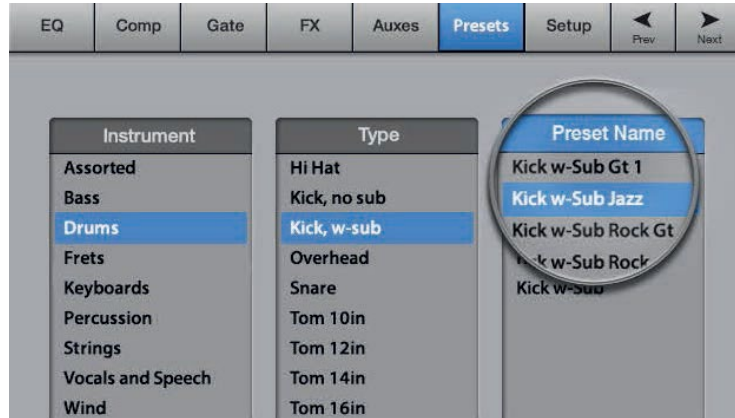 EQ Comp Gate FX Auxes Presets Setup Prev Next
Instrument
Assorted
Bass
Drums
Frets
Keyboards
Percussion
Strings
Vocals and Speech
Wind
Type
Hi Hat
Kick, no sub
Kick, w-sub
Overhead
Snare
Tom 10in
Tom 12in
Tom 14in
Tom 16in
Preset Name
Kick w-Sub Gt 1
Kick w-Sub Jazz
Kick w-Sub Rock Gt
Kick w-Sub Rock
Kick w-Sub